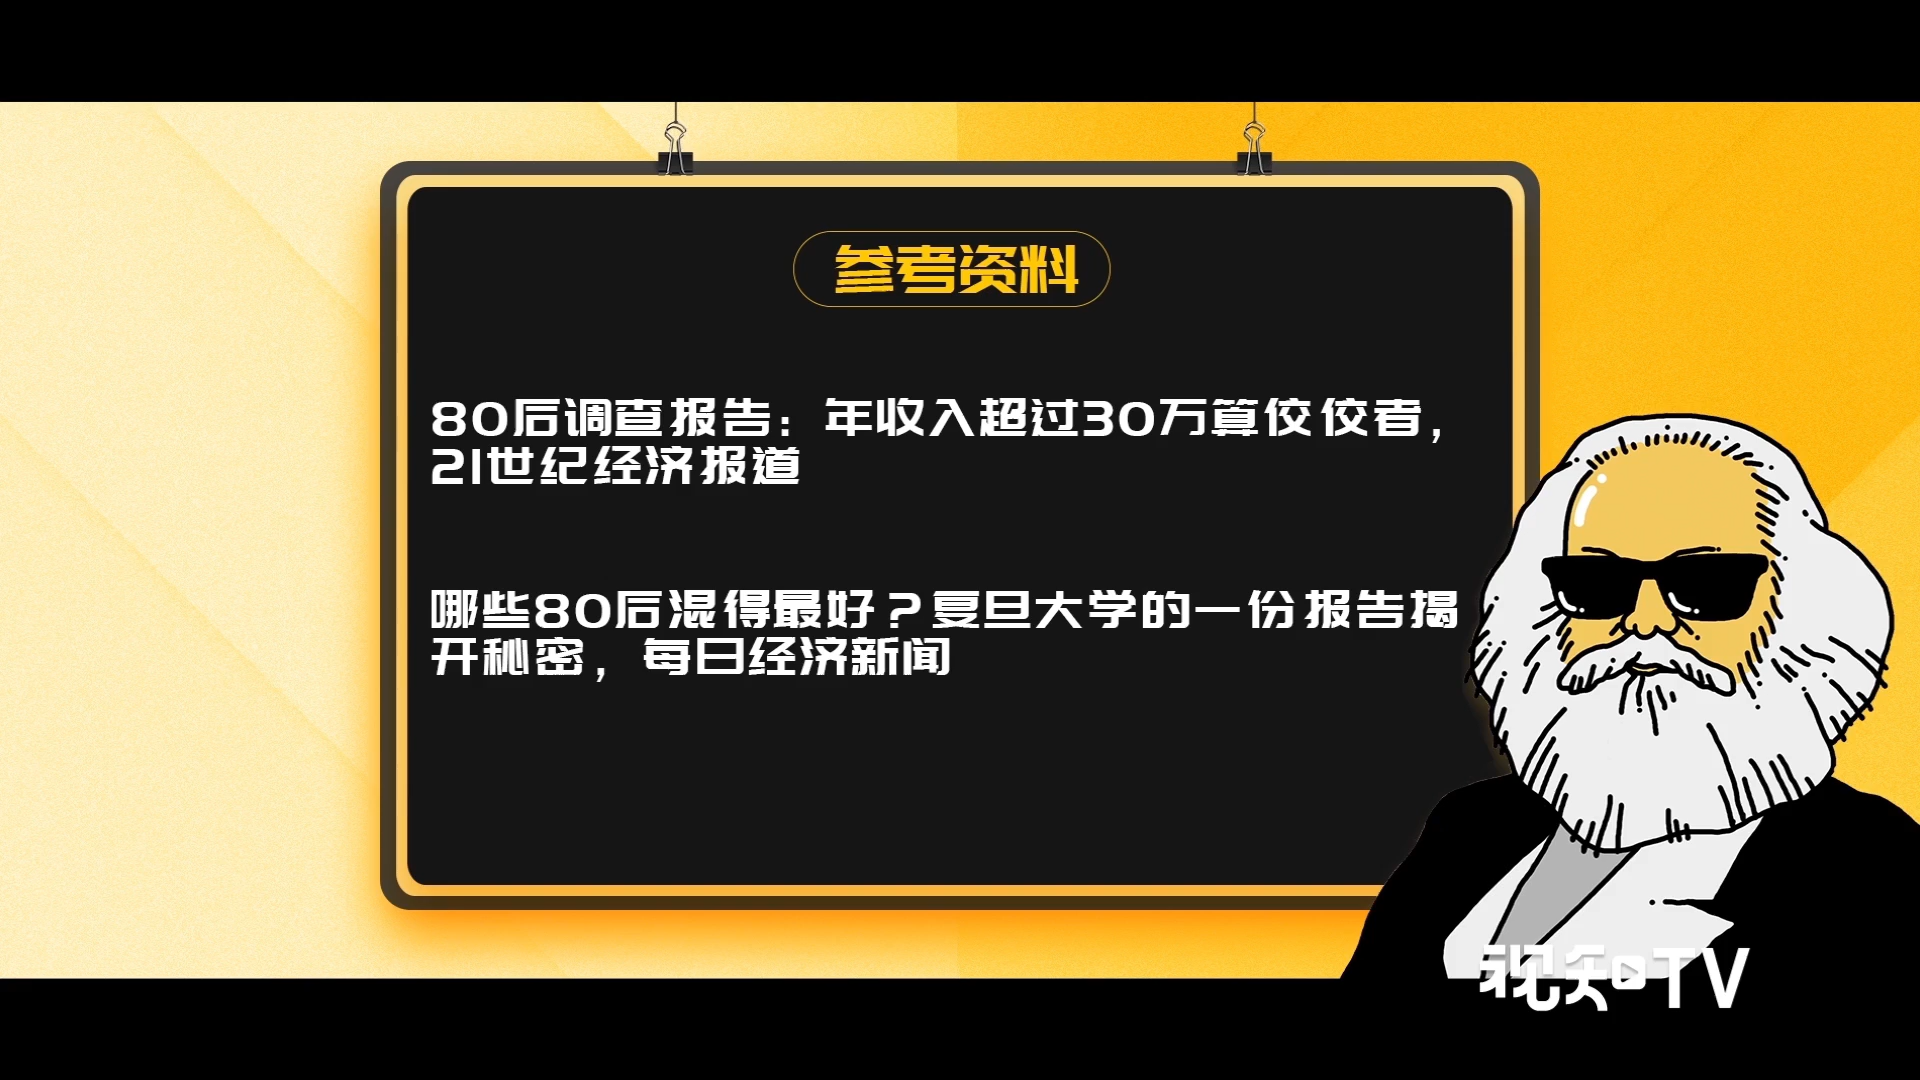 参考资料
80后调查报告：年收入超过30万算佼佼者，
21世纪经济报道
哪些80后混得最好？复旦大学的一份报告揭
开秘密，每日经济新闻
视知TV